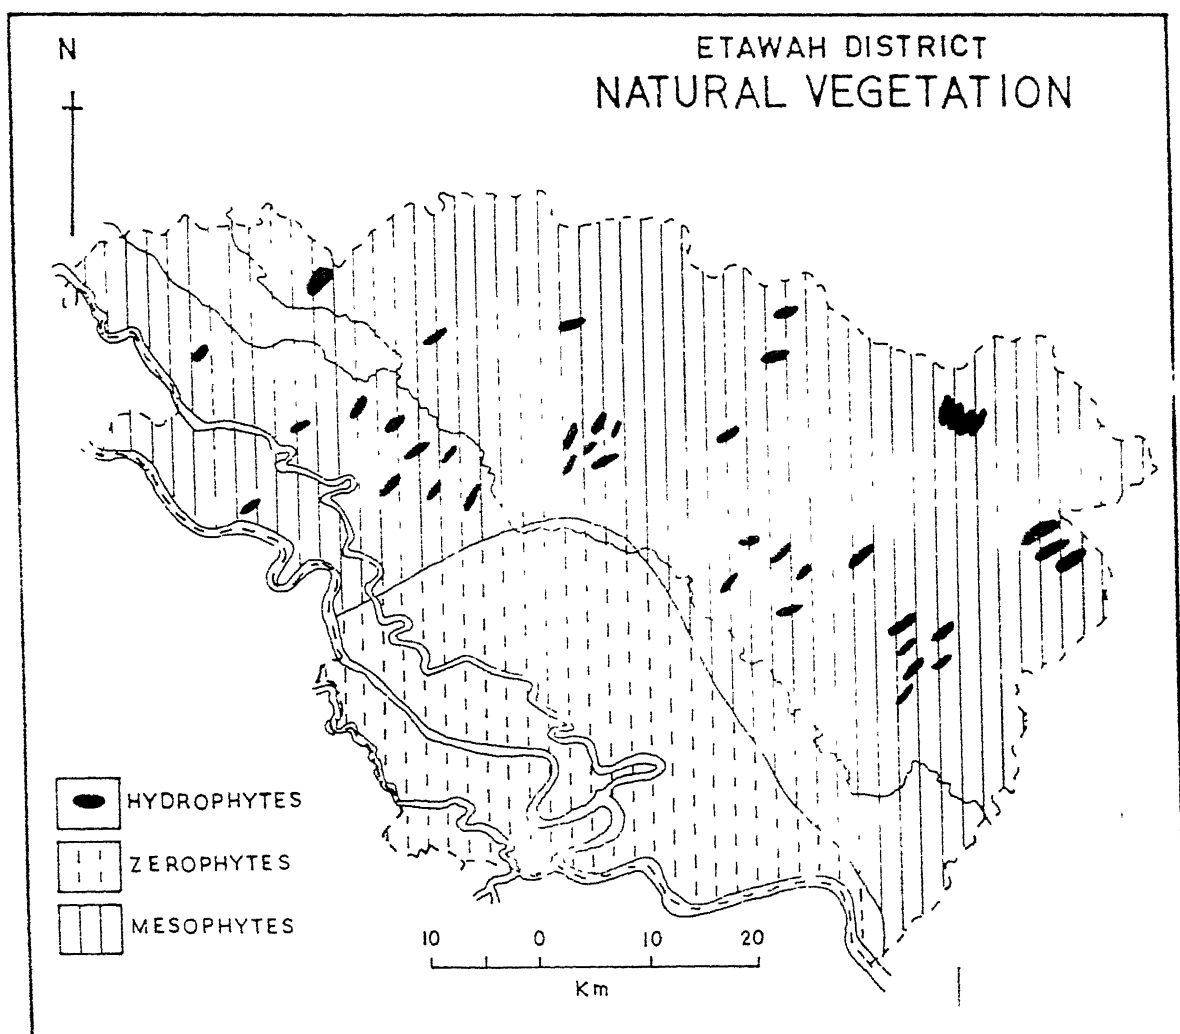 N
ETAWAH DISTRICT
NATURAL VEGETATION
HYDROPHYTES
ZEROPHYTES
MESOPHYTES
10 0 10 20
Km